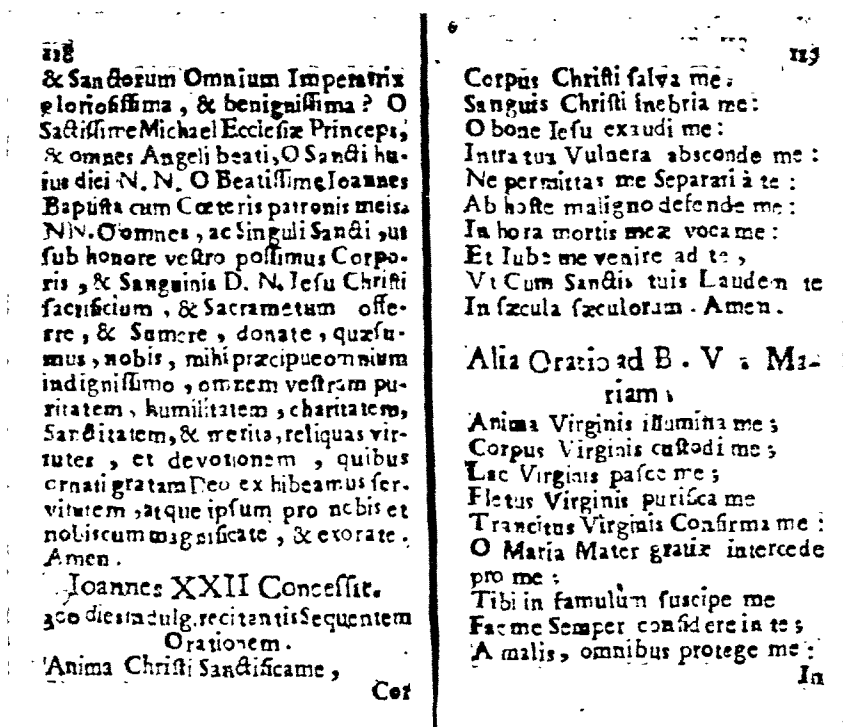 118
& Sanctorum Omnium Imperatrix
gloriosissima, & benignissima? O
Sactissime Michael Ecclesiæ Princeps,
& omnes Angeli beati, O Sancti hu-
ius diei N. N. O Beatissime Ioannes
Baptista cum Cœteris patronis meis.
NN. O omnes, ac Singuli Sancti, ut
sub honore vestro possimus Corpo-
ris, & Sanguinis D. N. Iesu Christi
sacrificium, & Sacrametum offe-
rre, & Sumere, donate, quæsu-
mus, nobis, mihi præcipue omnium
indignissimo, omnem vestram pu-
ritatem, humilitatem, charitatem,
Sanctitatem, & merita, reliquas vir-
tutes, et devotionem, quibus
ornati gratam Deo exhibeamus ser-
vitutem, atque ipsum pro nobis et
nobiscum magnificate, & exorate.
Amen.
Ioannes XXII Concessit.
300 dies indulg. recitantis Sequentem
Orationem.
Anima Christi Sanctifica me,
Cor
115
Corpus Christi salva me:
Sanguis Christi inebria me:
O bone Iesu exaudi me:
Intra tua Vulnera absconde me:
Ne permittas me Separari à te:
Ab hoste maligno defende me:
In hora mortis meæ voca me:
Et Iube me venire ad te,
Vt Cum Sanctis tuis Laudem te
In sæcula sæculorum. Amen.
Alia Oratio ad B. V. Ma-
riam.
Anima Virginis illumina me;
Corpus Virginis custodi me;
Lac Virginis pasce me;
Fletus Virginis purifica me
Trancitus Virginis Confirma me:
O Maria Mater gratiæ intercede
pro me:
Tibi in famulum suscipe me
Fac me Semper confidere in te;
A malis, omnibus protege me:
In